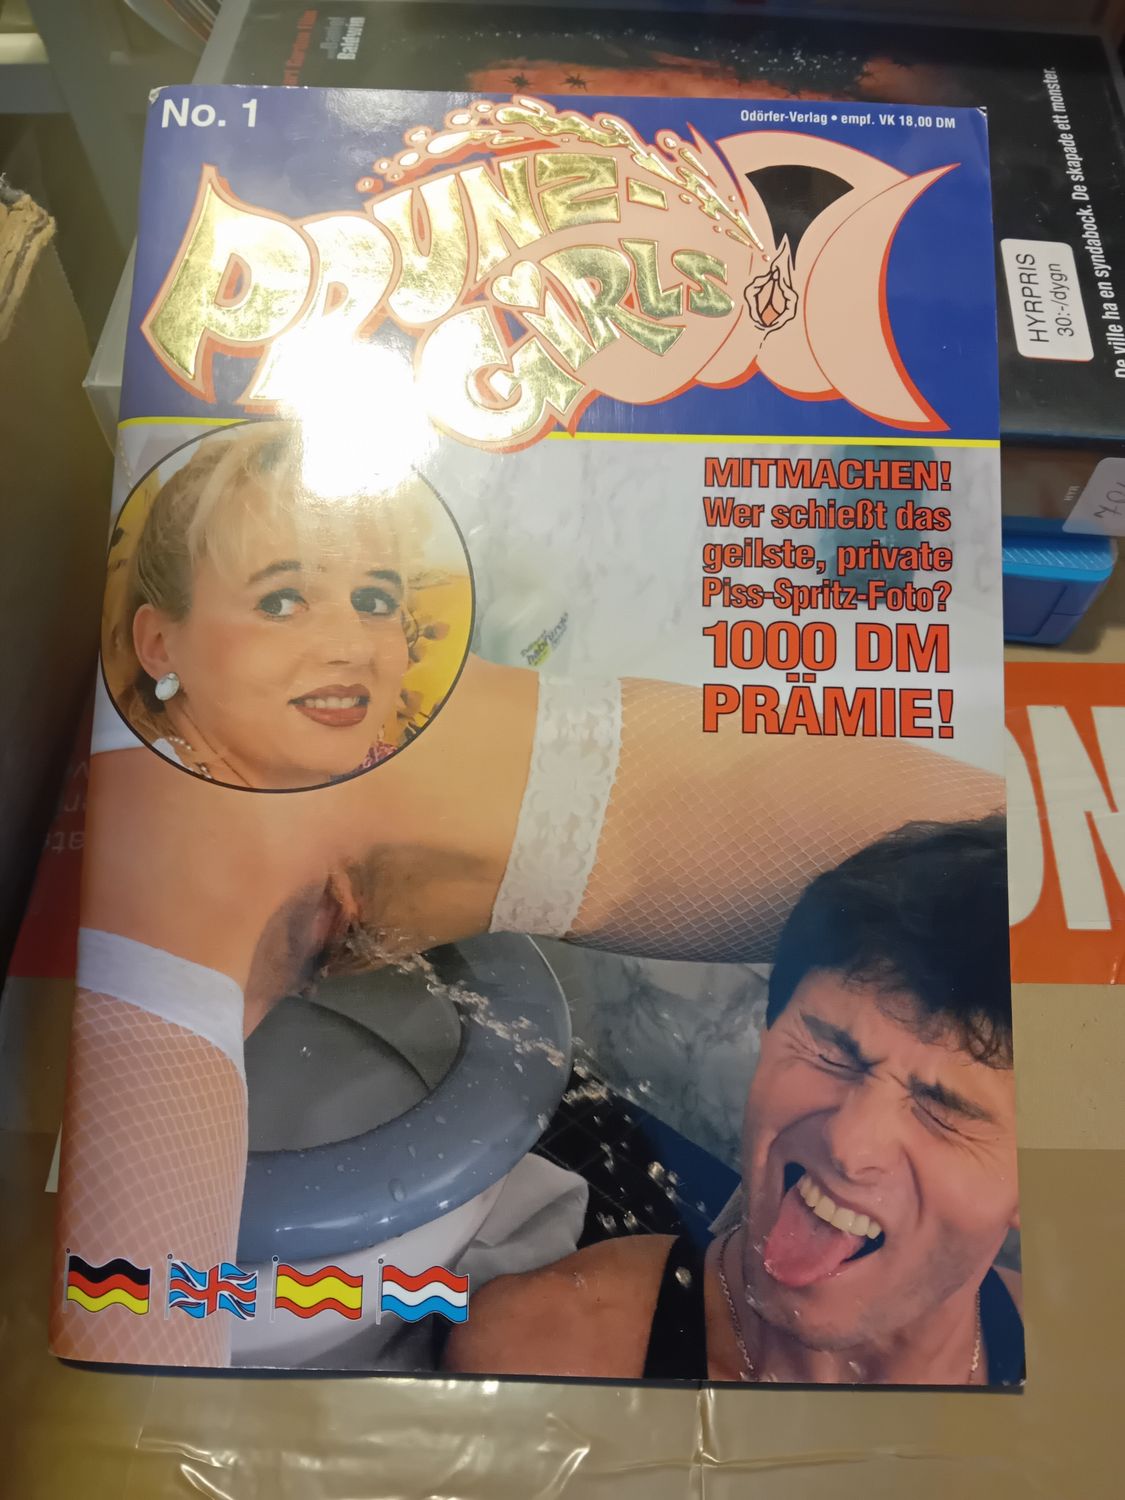 No. 1
Odörfer-Verlag • empf. VK 18,00 DM
PRUNZ-
GiRLS
MITMACHEN!
Wer schießt das
geilste, private
Piss-Spritz-Foto?
1000 DM
PRÄMIE!
Baldwin
De ville ha en syndabock. De skapade ett monster.
HYRPRIS
30:-/dygn
HYR